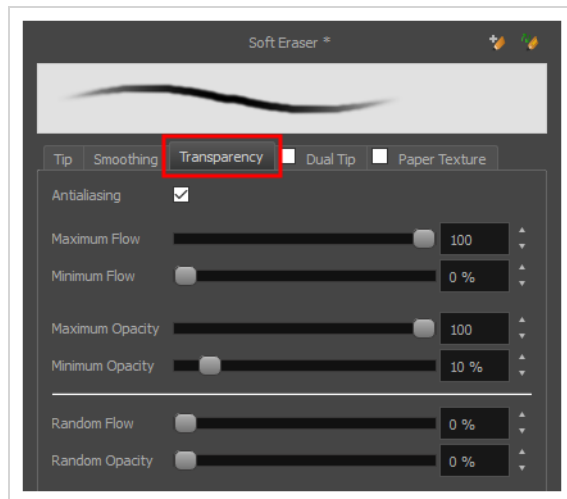 Soft Eraser *
Tip Smoothing Transparency Dual Tip Paper Texture
Antialiasing
Maximum Flow 100
Minimum Flow 0 %
Maximum Opacity 100
Minimum Opacity 10 %
Random Flow 0 %
Random Opacity 0 %